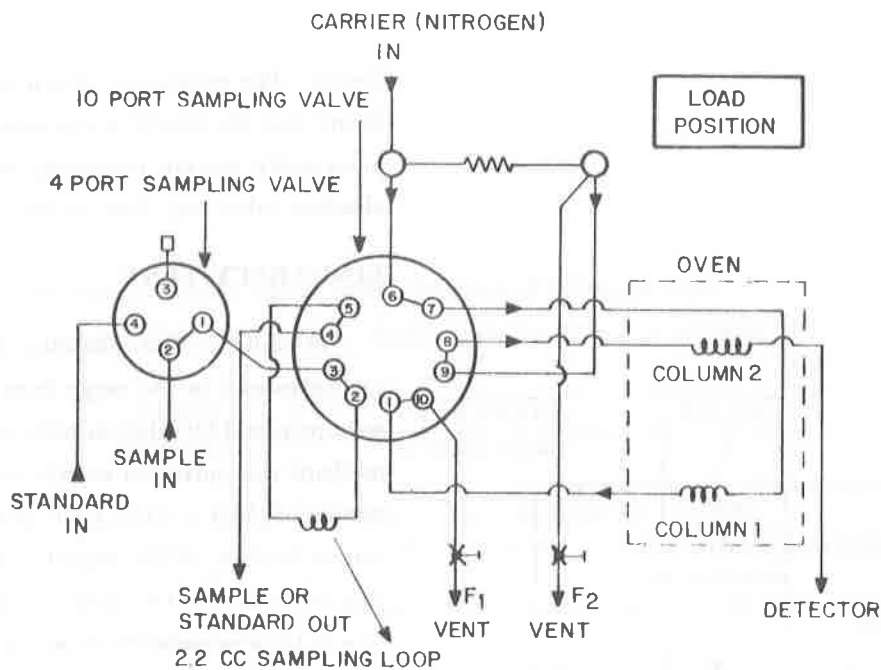 CARRIER (NITROGEN)
IN
10 PORT SAMPLING VALVE
LOAD
POSITION
4 PORT SAMPLING VALVE
OVEN
3
4
1
2
6
7
5
4
8
3
9
2
1
10
COLUMN 2
SAMPLE
IN
STANDARD
IN
COLUMN 1
SAMPLE OR
STANDARD OUT
F1
VENT
F2
VENT
DETECTOR
2,2 CC SAMPLING LOOP